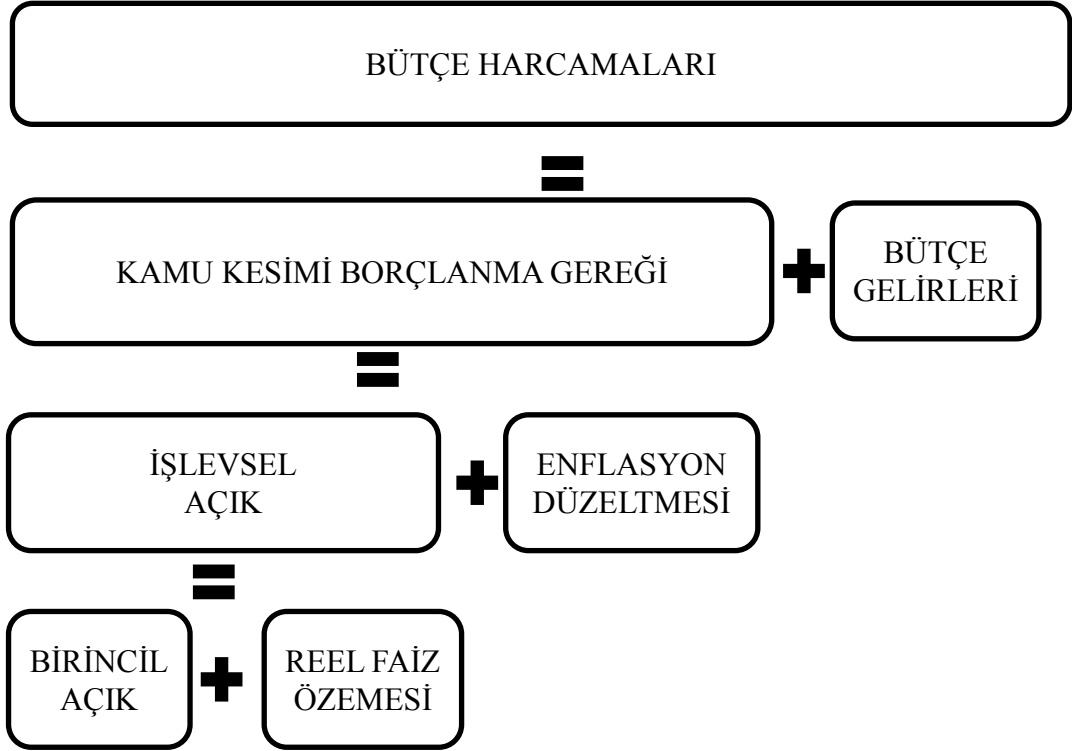 BÜTÇE HARCAMALARI
=
KAMU KESİMİ BORÇLANMA GEREĞİ + BÜTÇE
GELİRLERİ
=
İŞLEVSEL
AÇIK
+
ENFLASYON
DÜZELTMESİ
=
BİRİNCİL
AÇIK
+
REEL FAİZ
ÖZEMESİ